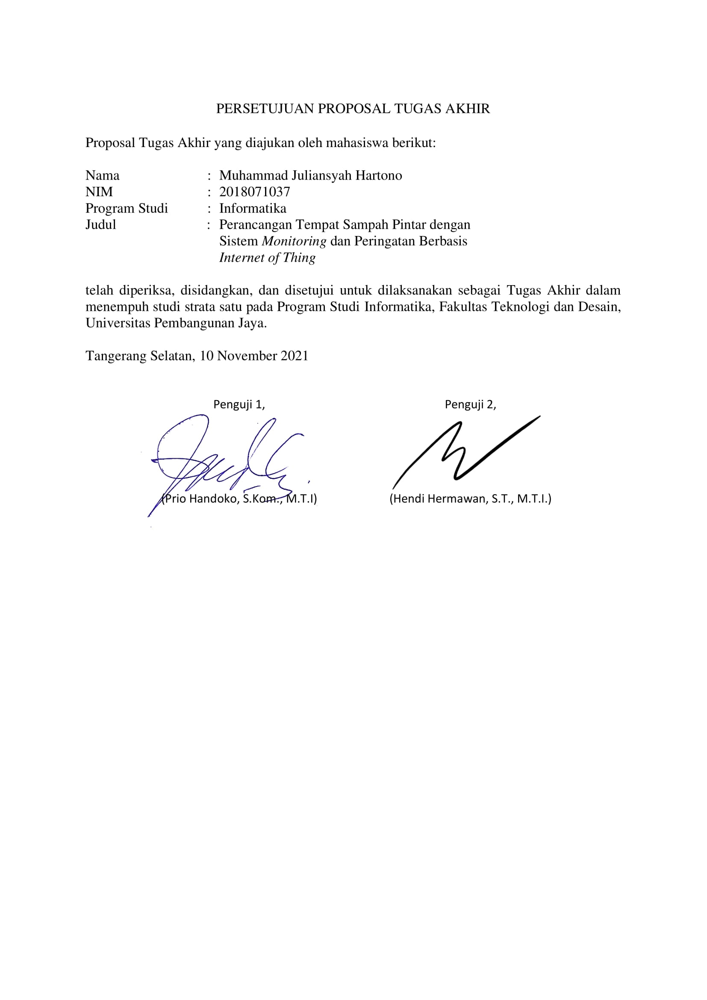 PERSETUJUAN PROPOSAL TUGAS AKHIR
Proposal Tugas Akhir yang diajukan oleh mahasiswa berikut:
Nama : Muhammad Juliansyah Hartono
NIM : 2018071037
Program Studi : Informatika
Judul : Perancangan Tempat Sampah Pintar dengan
Sistem Monitoring dan Peringatan Berbasis
Internet of Thing
telah diperiksa, disidangkan, dan disetujui untuk dilaksanakan sebagai Tugas Akhir dalam
menempuh studi strata satu pada Program Studi Informatika, Fakultas Teknologi dan Desain,
Universitas Pembangunan Jaya.
Tangerang Selatan, 10 November 2021
Penguji 1, Penguji 2,
(Prio Handoko, S.Kom., M.T.I) (Hendi Hermawan, S.T., M.T.I.)